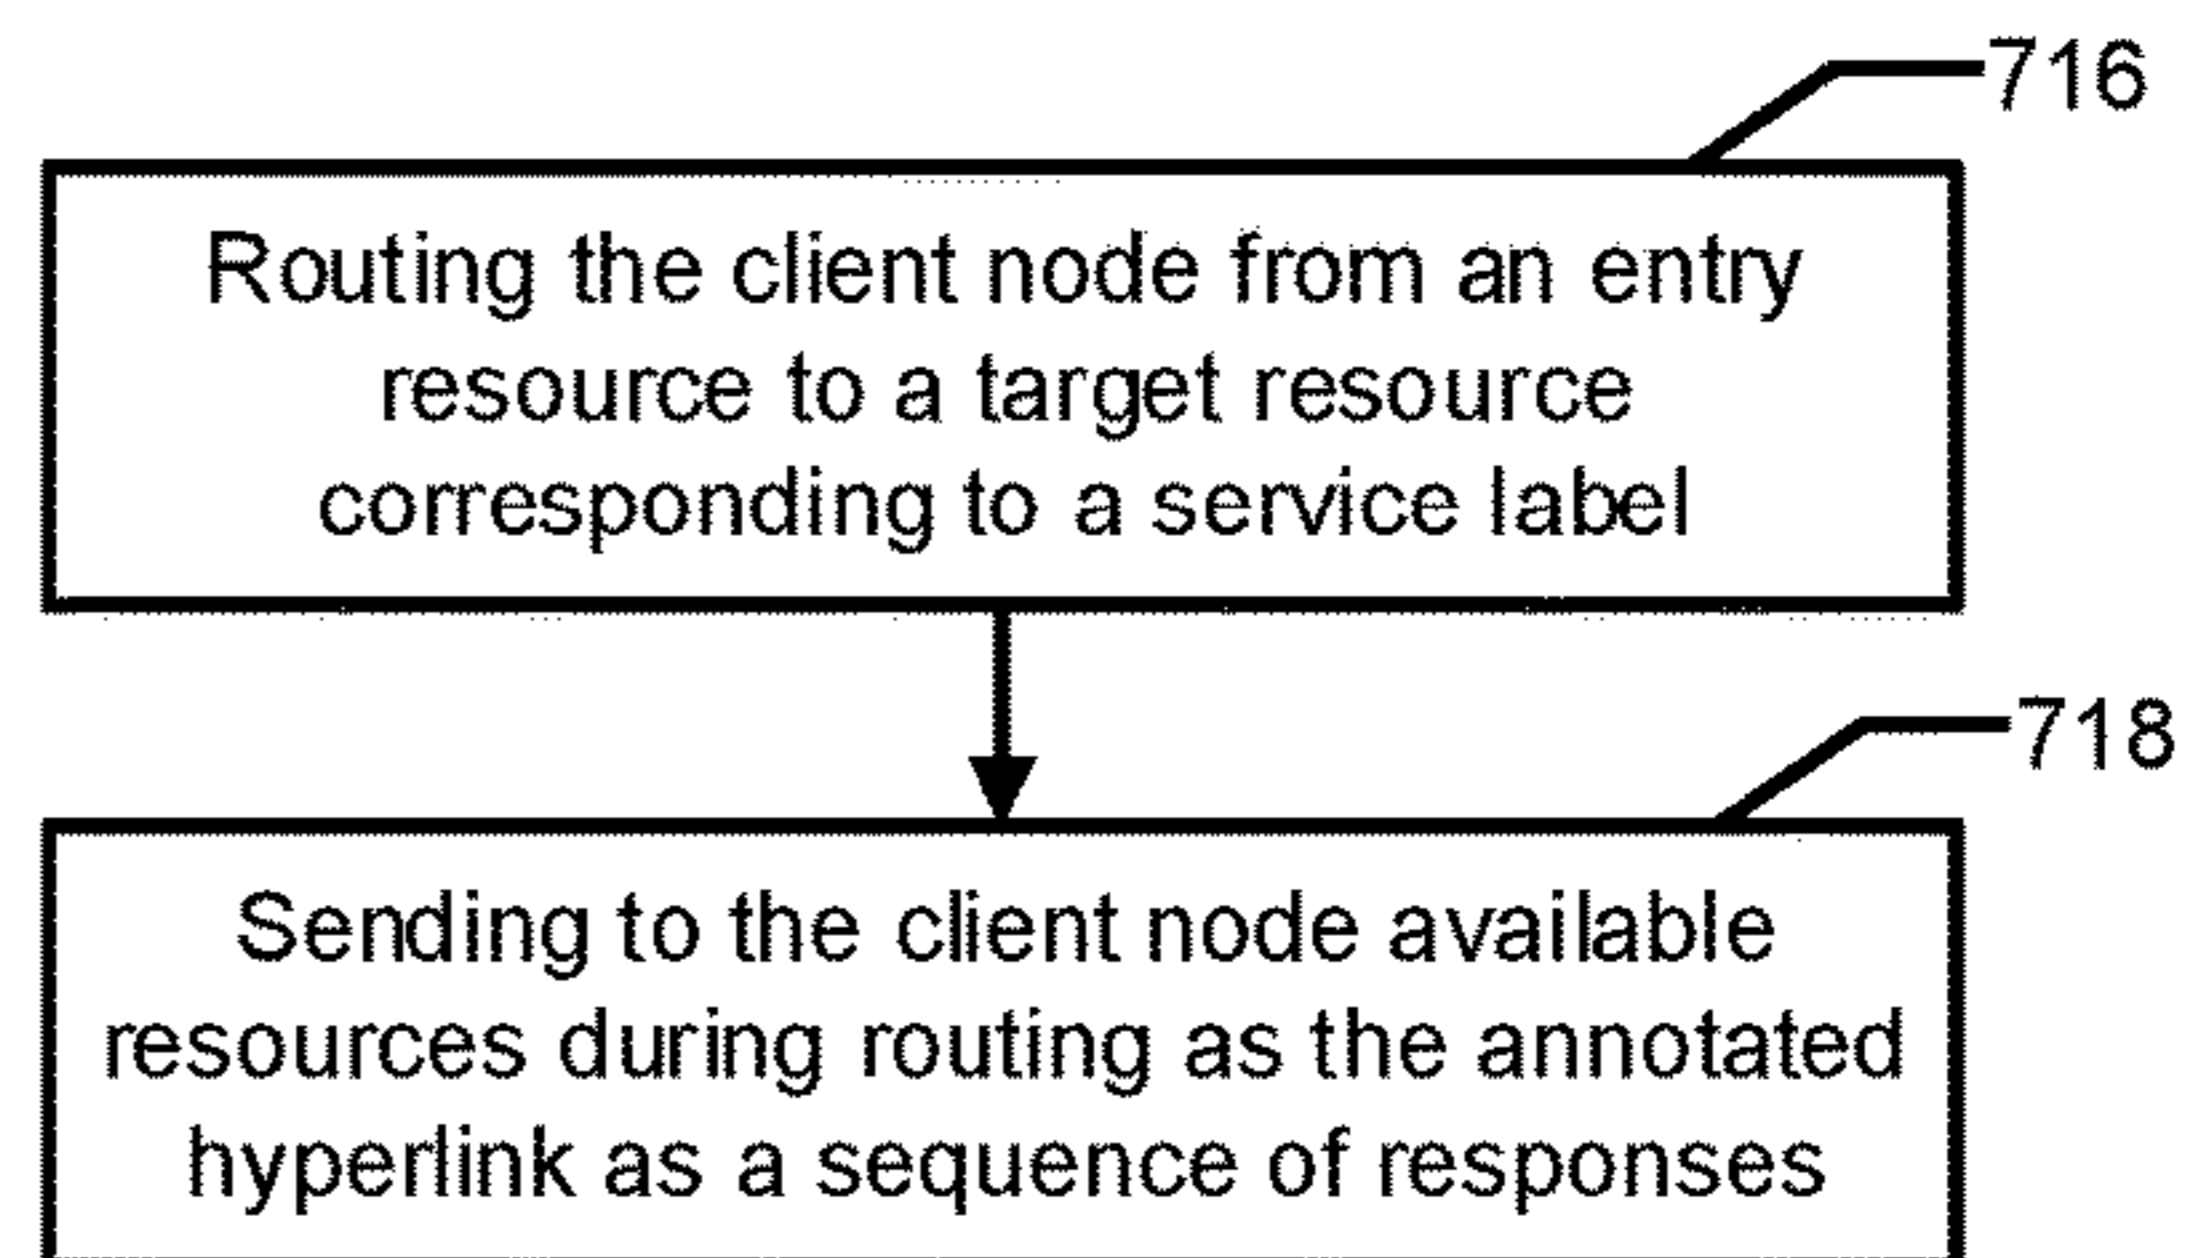 716
Routing the client node from an entry
resource to a target resource
corresponding to a service label
718
Sending to the client node available
resources during routing as the annotated
hyperlink as a sequence of responses